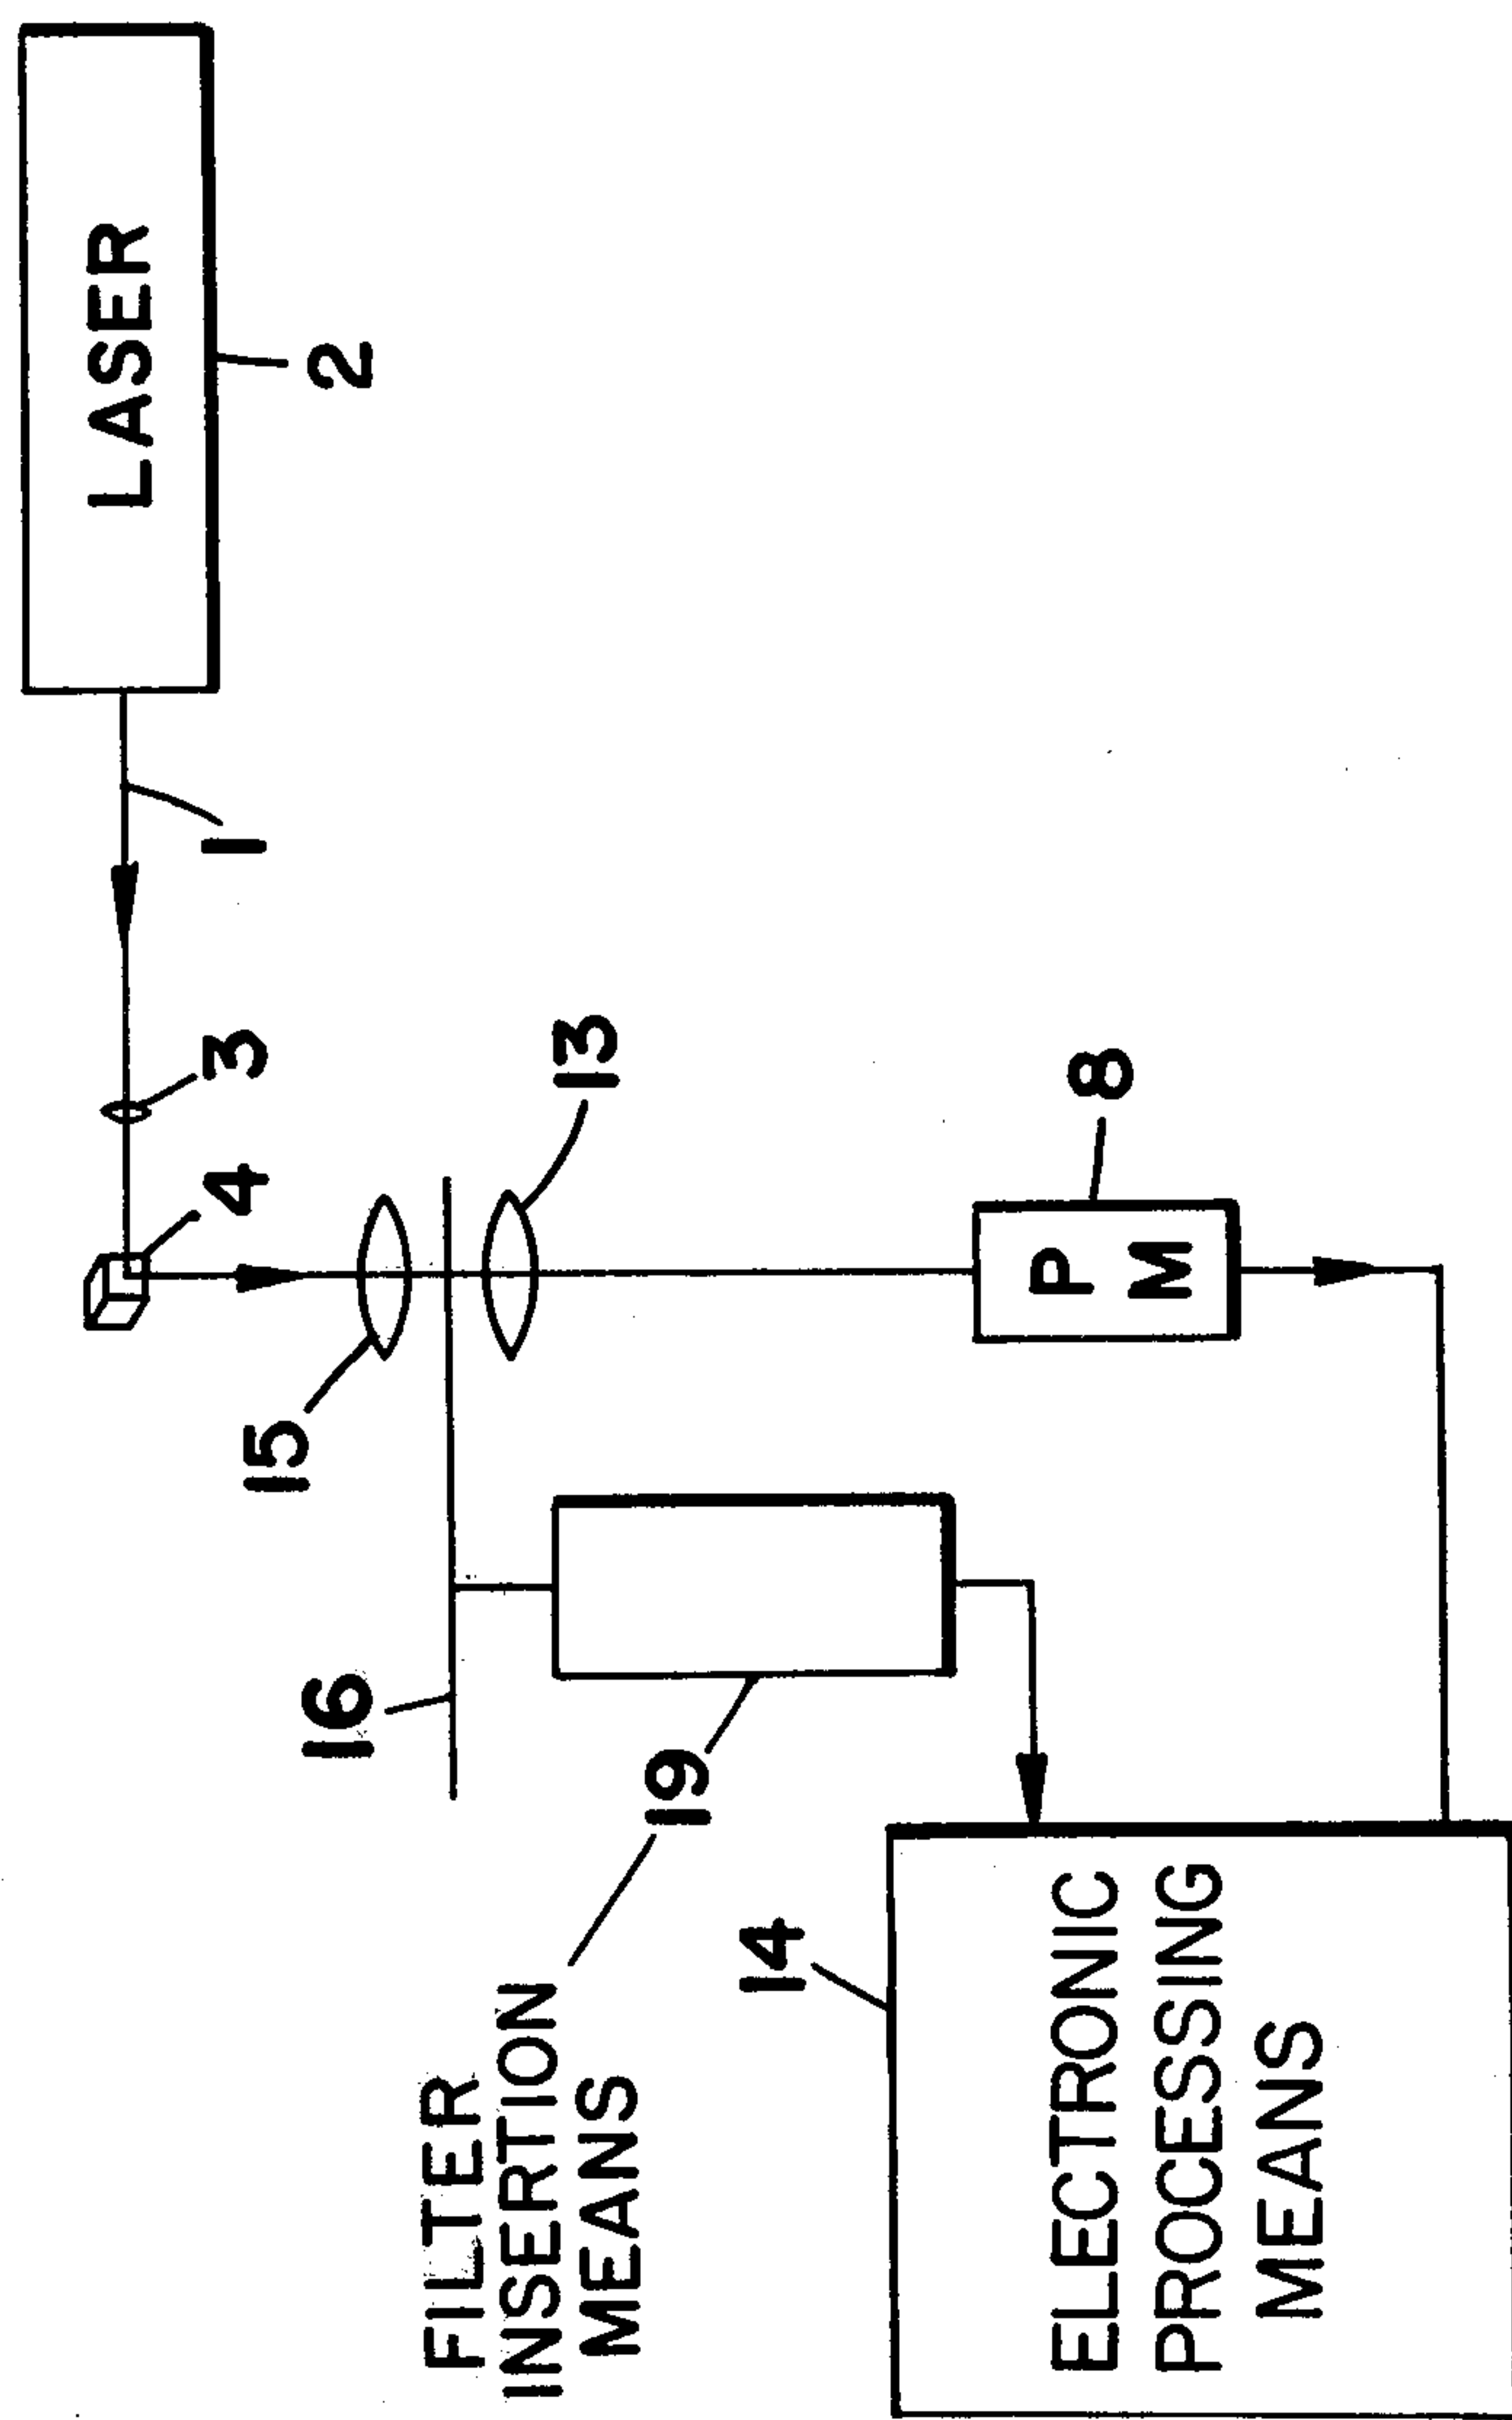 LASER
2
1
3
4
13
15
8
P
M
16
19
FILTER
INSERTION
MEANS
14
ELECTRONIC
PROCESSING
MEANS